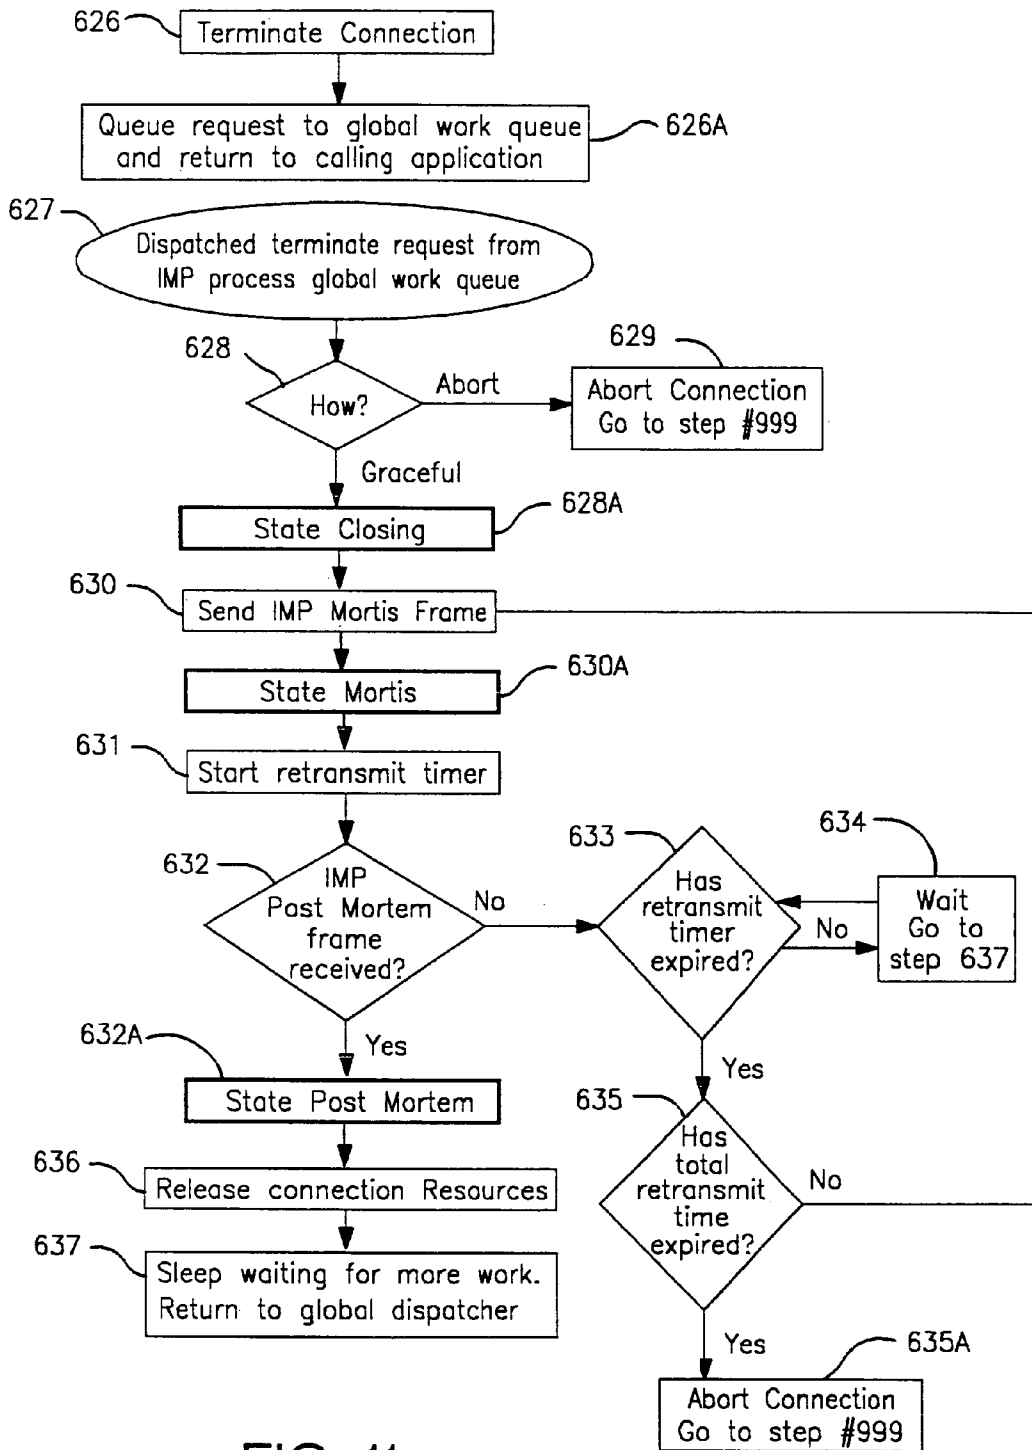 626
Terminate Connection
Queue request to global work queue
and return to calling application
626A
627
Dispatched terminate request from
IMP process global work queue
628
How?
Abort
629
Abort Connection
Go to step #999
Graceful
628A
State Closing
630
Send IMP Mortis Frame
630A
State Mortis
631
Start retransmit timer
632
IMP
Post Mortem
frame
received?
No
633
Has
retransmit
timer
expired?
No
634
Wait
Go to
step 637
Yes
632A
State Post Mortem
Yes
635
Has
total
retransmit
time
expired?
No
636
Release connection Resources
637
Sleep waiting for more work.
Return to global dispatcher
Yes
635A
Abort Connection
Go to step #999
FIG. 11